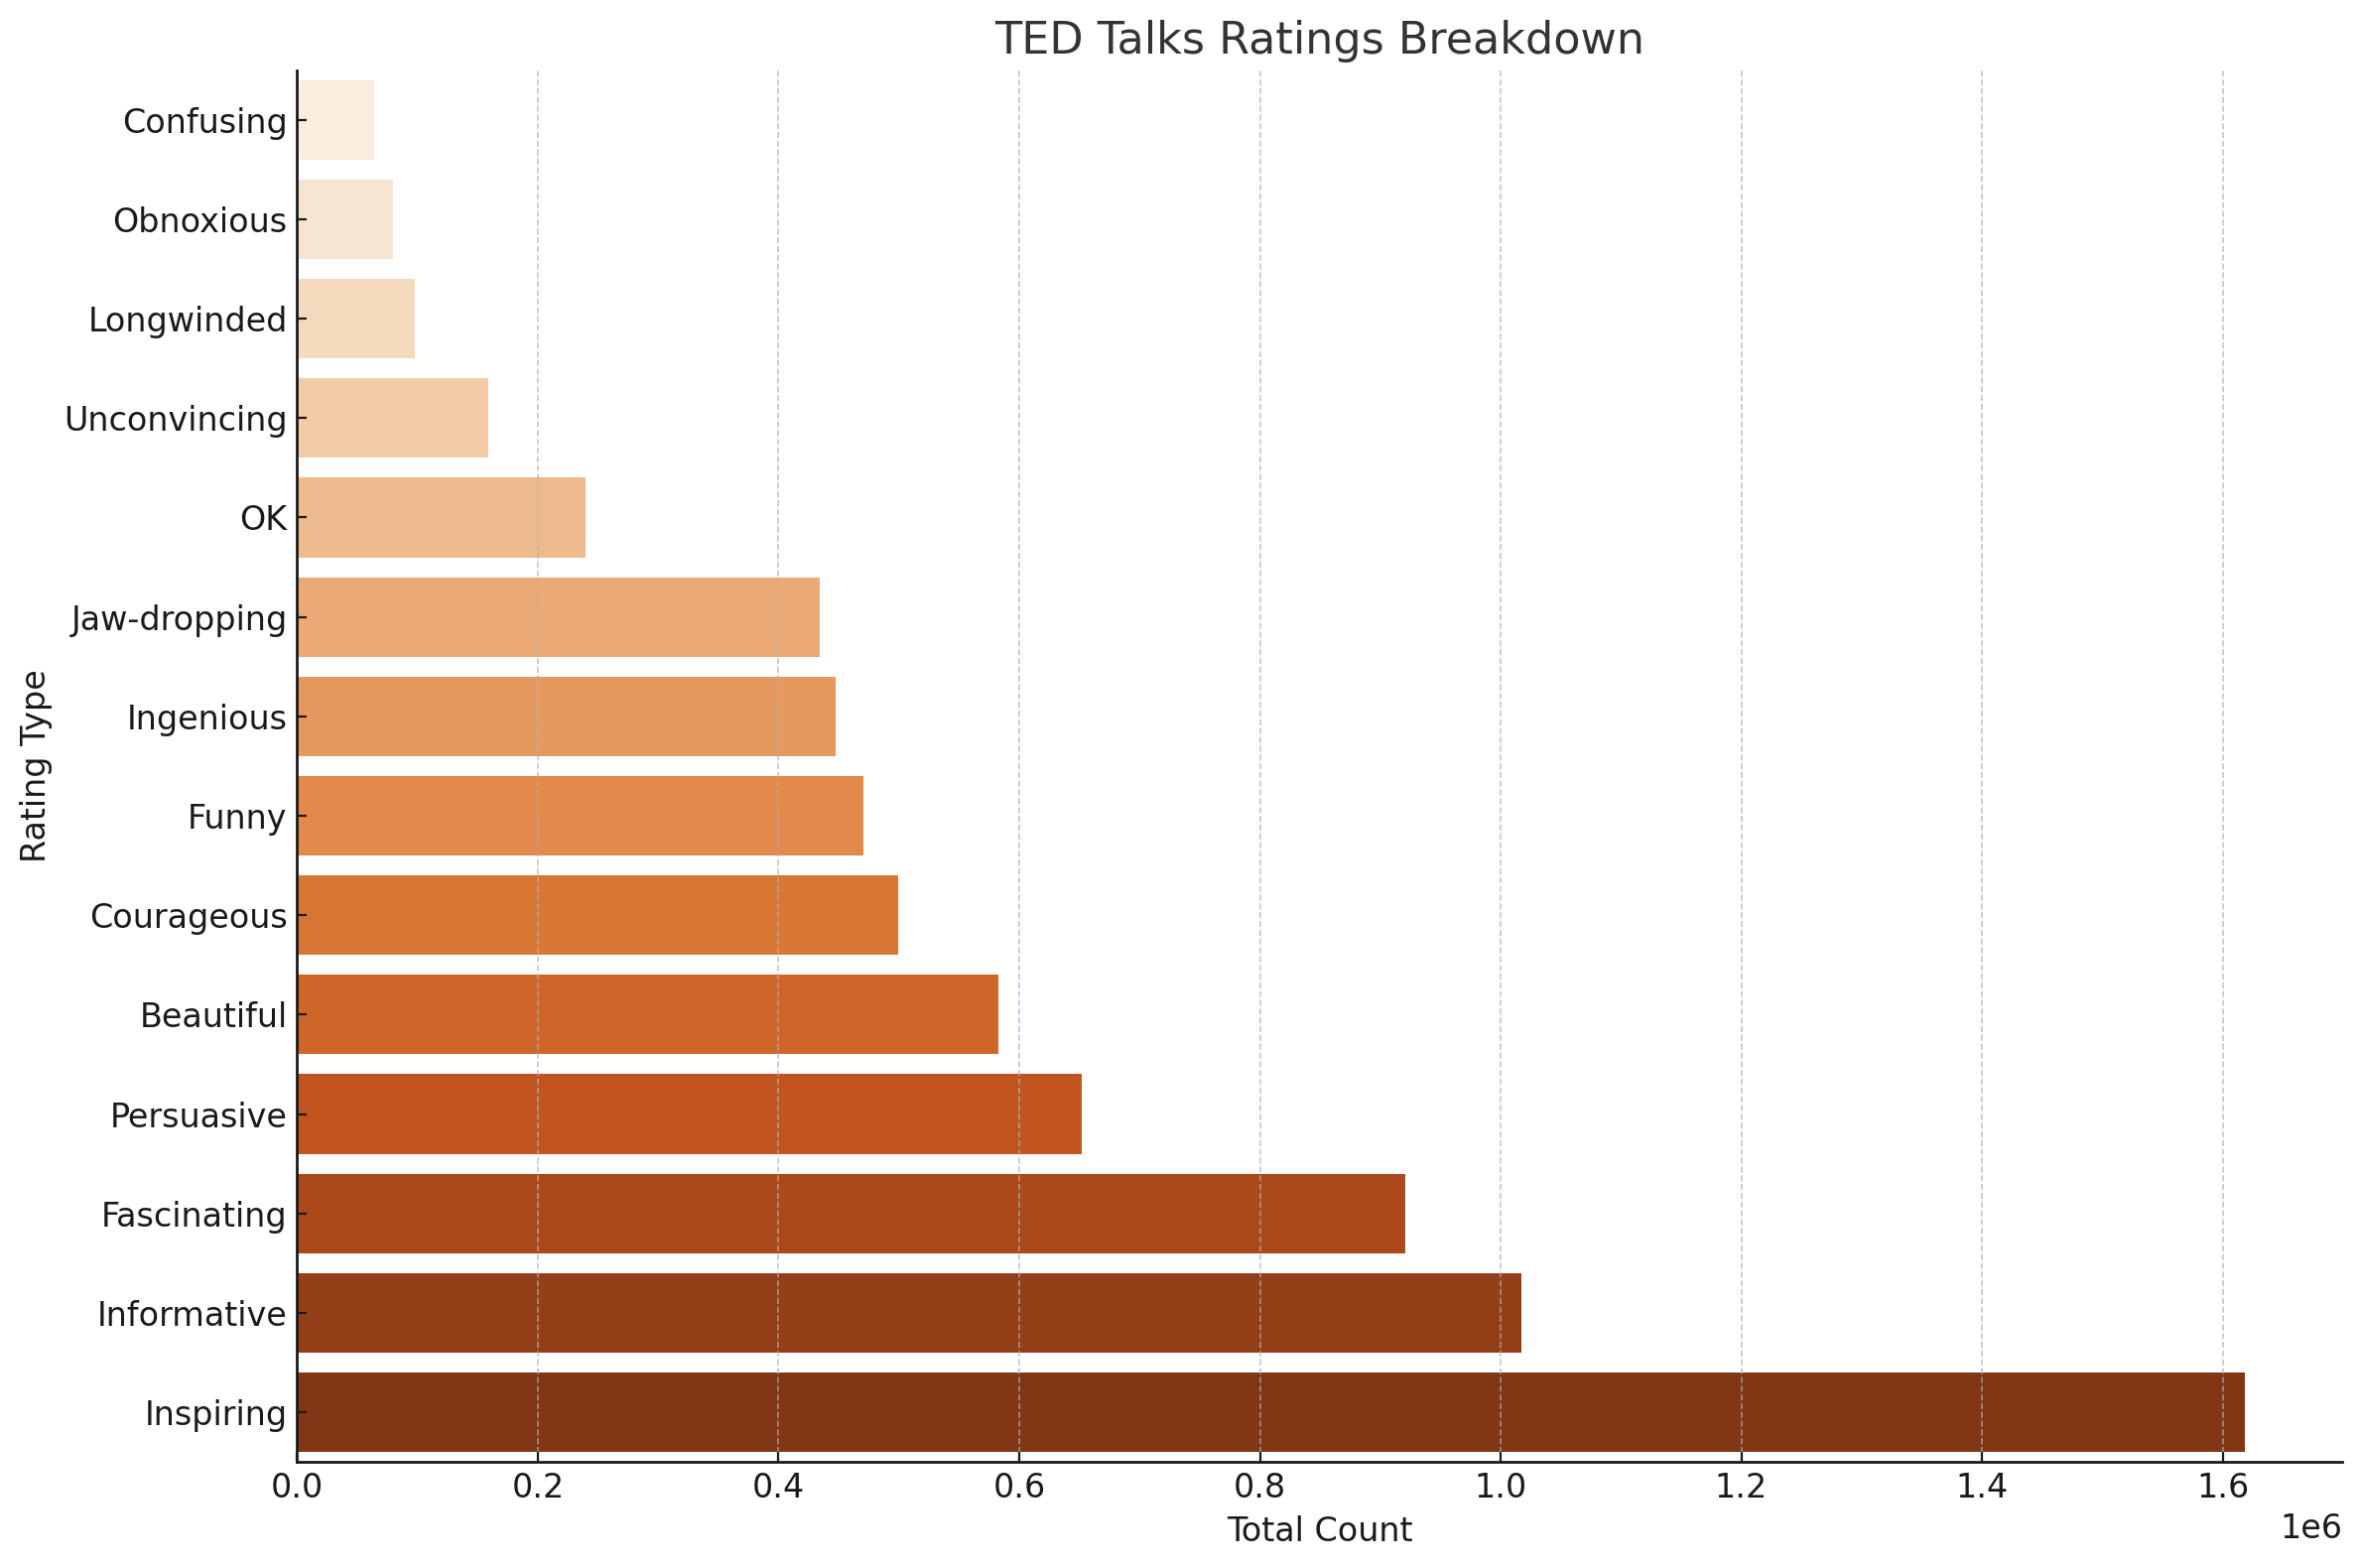 TED Talks Ratings Breakdown
Confusing
Obnoxious
Longwinded
Unconvincing
OK
Jaw-dropping
Ingenious
Funny
Courageous
Beautiful
Persuasive
Fascinating
Informative
Inspiring
Rating Type
0.0 0.2 0.4 0.6 0.8 1.0 1.2 1.4 1.6
1e6
Total Count